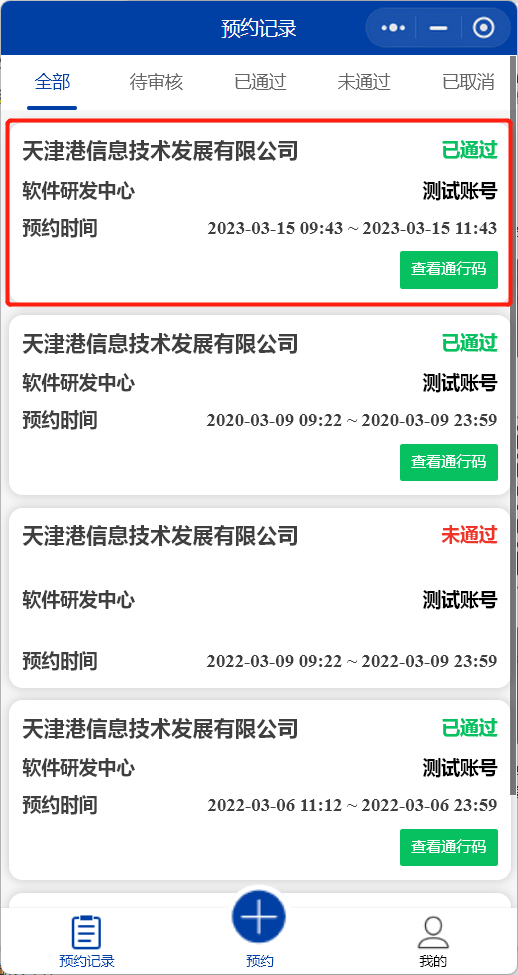 预约记录
全部 待审核 已通过 未通过 已取消
天津港信息技术发展有限公司 已通过
软件研发中心 测试账号
预约时间 2023-03-15 09:43 ~ 2023-03-15 11:43
查看通行码
天津港信息技术发展有限公司 已通过
软件研发中心 测试账号
预约时间 2020-03-09 09:22 ~ 2020-03-09 23:59
查看通行码
天津港信息技术发展有限公司 未通过
软件研发中心 测试账号
预约时间 2022-03-09 09:22 ~ 2022-03-09 23:59
天津港信息技术发展有限公司 已通过
软件研发中心 测试账号
预约时间 2022-03-06 11:12 ~ 2022-03-06 23:59
查看通行码
预约记录 预约 我的